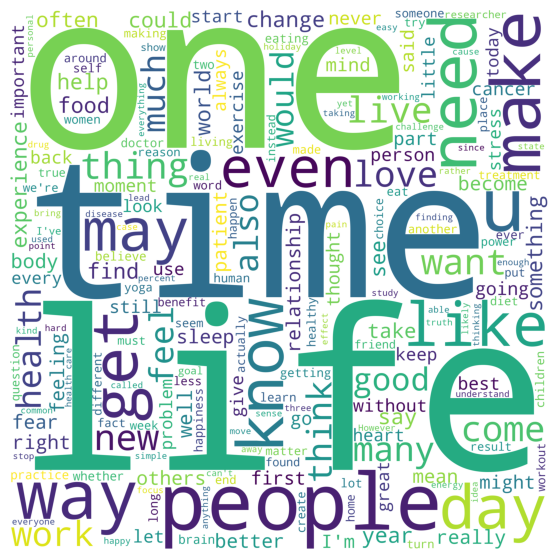 one
time
life
people
know
get
may
make
need
way
day
like
u
even
love
want
come
many
think
good
new
health
feel
thing
live
also
work
much
would
help
food
body
experience
important
often
could
start
change
never
said
someone
researcher
personal
around
self
making
show
easy
try
cause
holiday
level
eating
mind
always
little
today
two
women
everything
world
exercise
cancer
stress
yet
working
taking
place
drug
doctor
living
instead
challenge
since
state
back
true
reason
part
person
made
rather
treatment
we're
moment
word
become
look
patient
see
eat
choice
power
finding
another
ever
put
something
I've
bring
disease
lead
happen
pain
believe
find
use
human
thought
relationship
going
used
point
case
real
percent
every
still
yoga
benefit
sleep
healthy
effect
study
enough
diet
able
truth
likely
thinking
kind
hard
feeling
question
health care
must
seem
actually
take
friend
keep
getting
children
common
called
different
problem
well
goal
less
happiness
give
learn
go
sense
three
move
best
without
understand
fear
right
fact
week
say
heart
However
result
stop
simple
others
first
matter
away
found
mean
great
might
idea
workout
practice
whether
long
brain
better
can't
anything
end
create
home
lot
I'm
year
really
energy
turn
everyone
happy
focus
let